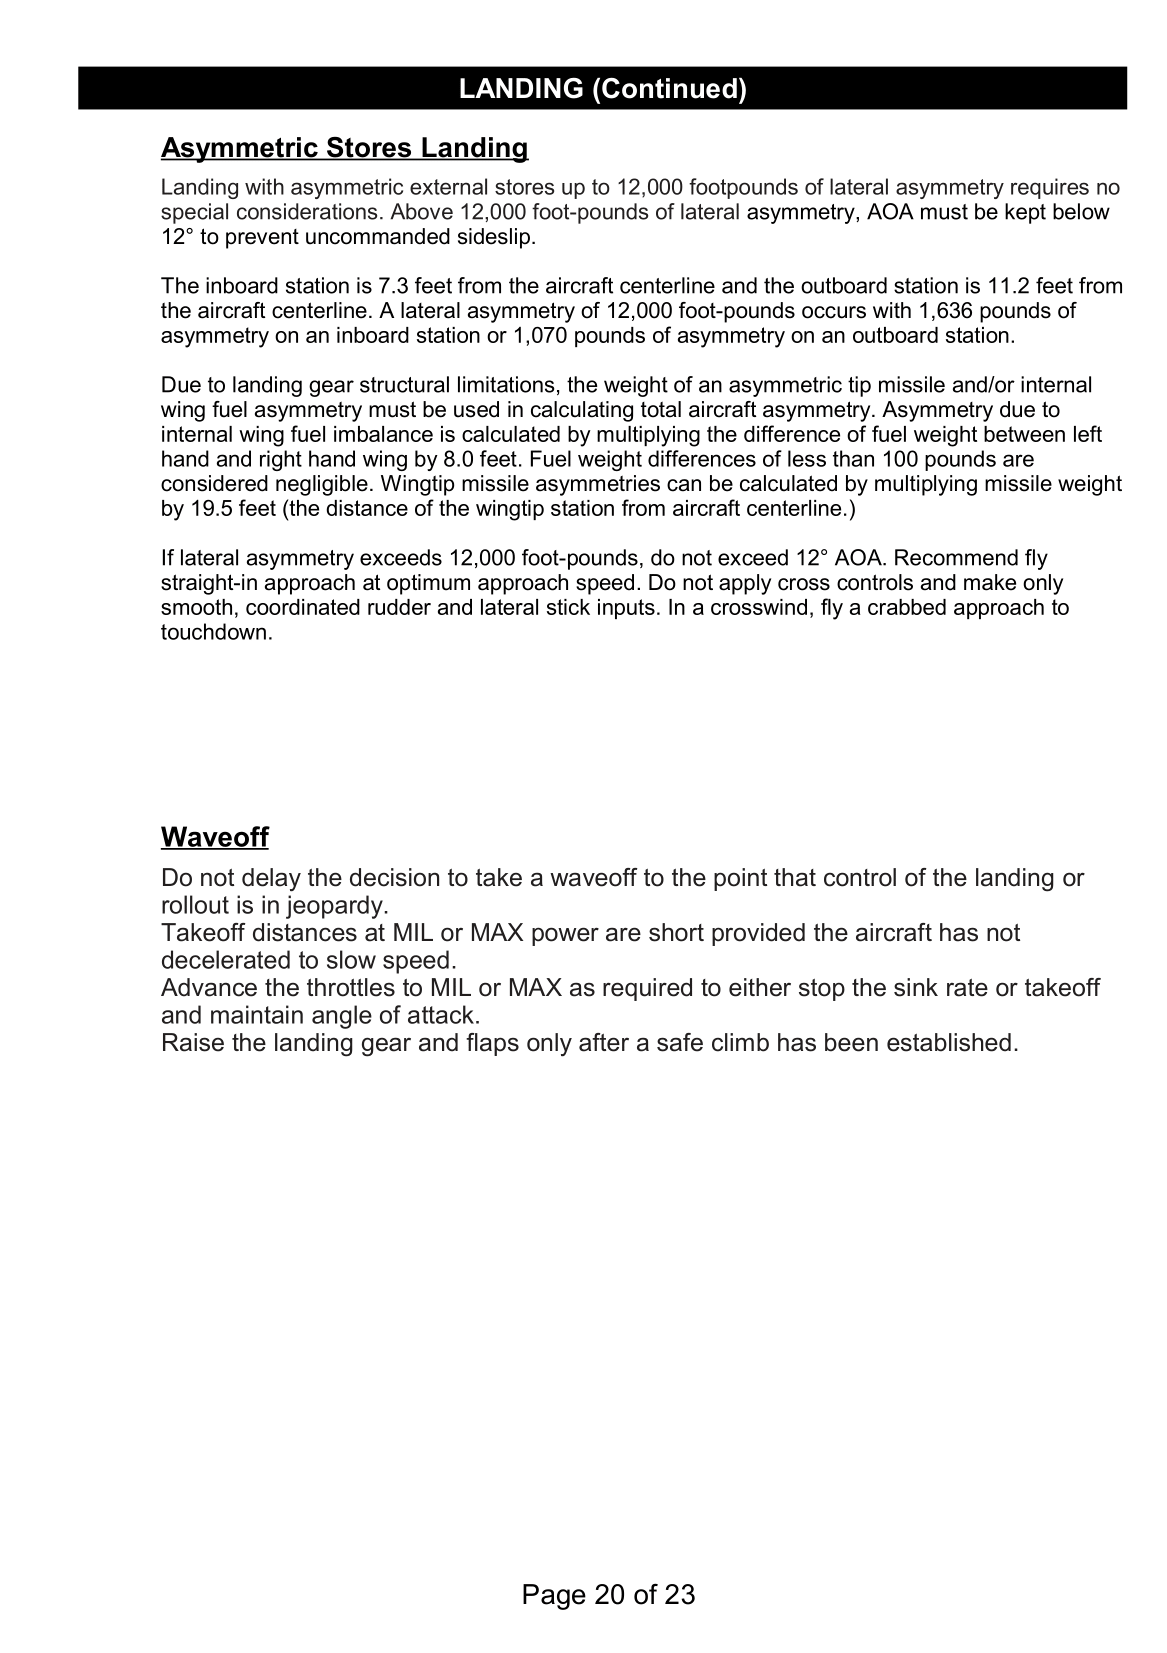 LANDING (Continued)
Asymmetric Stores Landing
Landing with asymmetric external stores up to 12,000 footpounds of lateral asymmetry requires no
special considerations. Above 12,000 foot-pounds of lateral asymmetry, AOA must be kept below
12° to prevent uncommanded sideslip.
The inboard station is 7.3 feet from the aircraft centerline and the outboard station is 11.2 feet from
the aircraft centerline. A lateral asymmetry of 12,000 foot-pounds occurs with 1,636 pounds of
asymmetry on an inboard station or 1,070 pounds of asymmetry on an outboard station.
Due to landing gear structural limitations, the weight of an asymmetric tip missile and/or internal
wing fuel asymmetry must be used in calculating total aircraft asymmetry. Asymmetry due to
internal wing fuel imbalance is calculated by multiplying the difference of fuel weight between left
hand and right hand wing by 8.0 feet. Fuel weight differences of less than 100 pounds are
considered negligible. Wingtip missile asymmetries can be calculated by multiplying missile weight
by 19.5 feet (the distance of the wingtip station from aircraft centerline.)
If lateral asymmetry exceeds 12,000 foot-pounds, do not exceed 12° AOA. Recommend fly
straight-in approach at optimum approach speed. Do not apply cross controls and make only
smooth, coordinated rudder and lateral stick inputs. In a crosswind, fly a crabbed approach to
touchdown.
Waveoff
Do not delay the decision to take a waveoff to the point that control of the landing or
rollout is in jeopardy.
Takeoff distances at MIL or MAX power are short provided the aircraft has not
decelerated to slow speed.
Advance the throttles to MIL or MAX as required to either stop the sink rate or takeoff
and maintain angle of attack.
Raise the landing gear and flaps only after a safe climb has been established.
Page 20 of 23